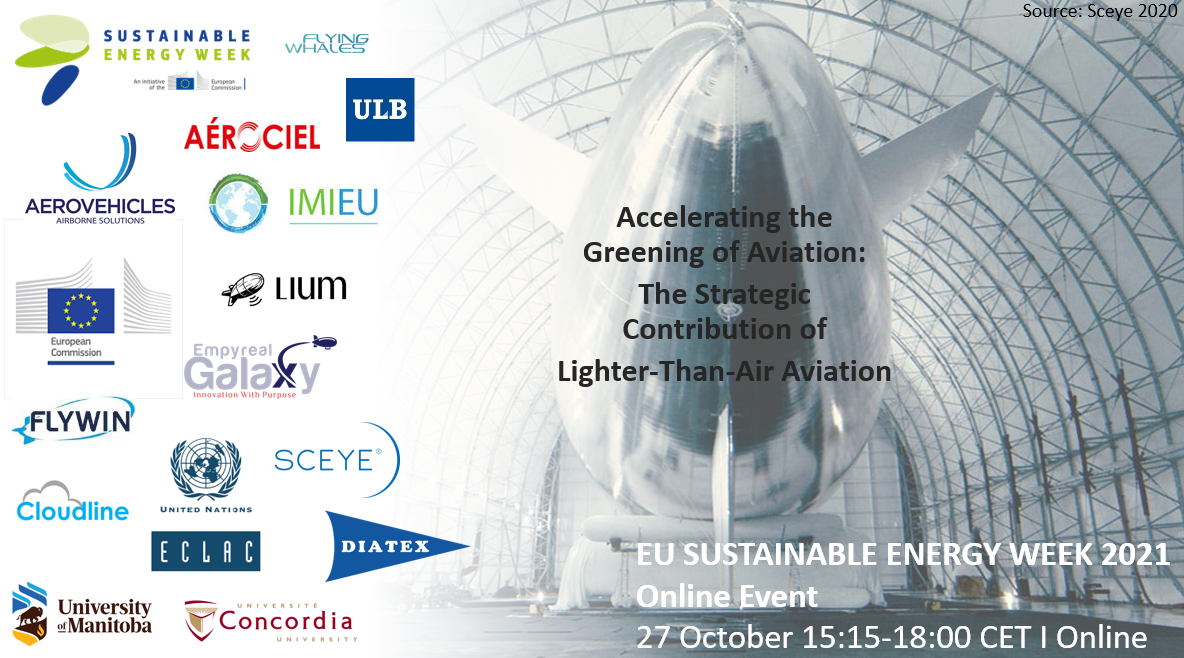 Source: Sceye 2020
SUSTAINABLE
ENERGY WEEK
An initiative
of the
European
Commission
FLYING
WHALES
ULB
AÉROCIEL
AEROVEHICLES
AIRBORNE SOLUTIONS
IMIEU
European
Commission
LIUM
Empyreal
Galaxy
Innovation With Purpose
FLYWIN
UNITED NATIONS
SCEYE®
Cloudline
ECLAC
DIATEX
University
of Manitoba
UNIVERSITÉ
Concordia
UNIVERSITY
Accelerating the
Greening of Aviation:
The Strategic
Contribution of
Lighter-Than-Air Aviation
EU SUSTAINABLE ENERGY WEEK 2021
Online Event
27 October 15:15-18:00 CET I Online